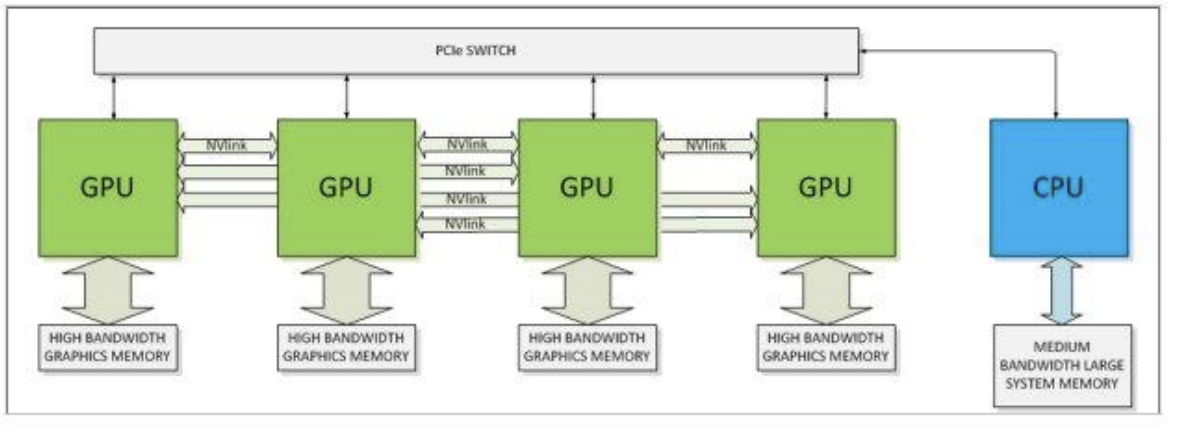 PCIe SWITCH
NVlink
NVlink
NVlink
NVlink
NVlink
NVlink
GPU
GPU
GPU
GPU
CPU
HIGH BANDWIDTH
GRAPHICS MEMORY
HIGH BANDWIDTH
GRAPHICS MEMORY
HIGH BANDWIDTH
GRAPHICS MEMORY
HIGH BANDWIDTH
GRAPHICS MEMORY
MEDIUM
BANDWIDTH LARGE
SYSTEM MEMORY